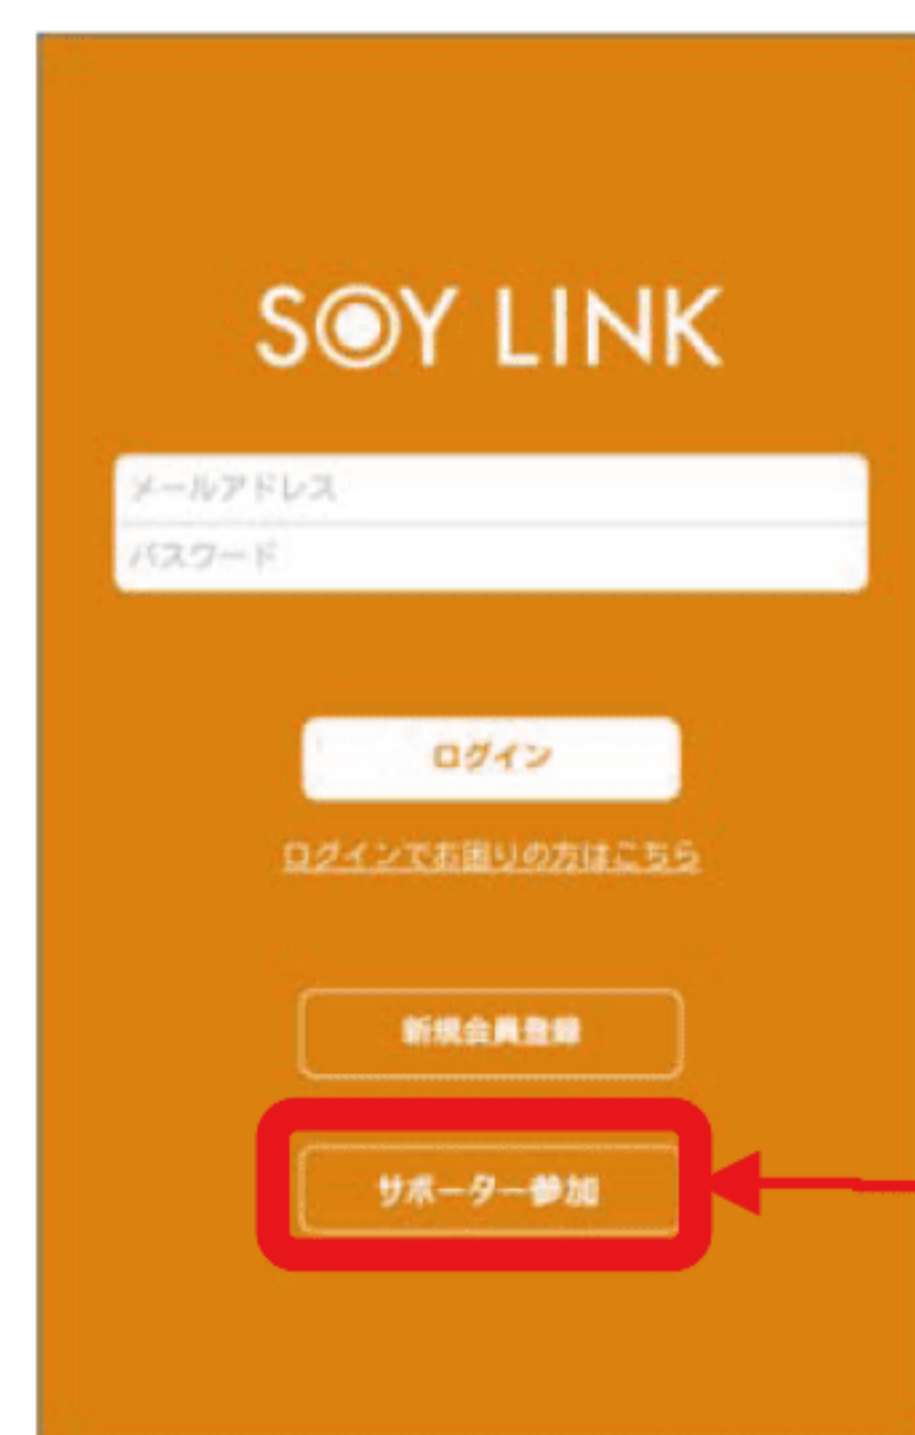 SOY LINK
メールアドレス
パスワード
ログイン
ログインでお困りの方はこちら
新規会員登録
サポーター参加